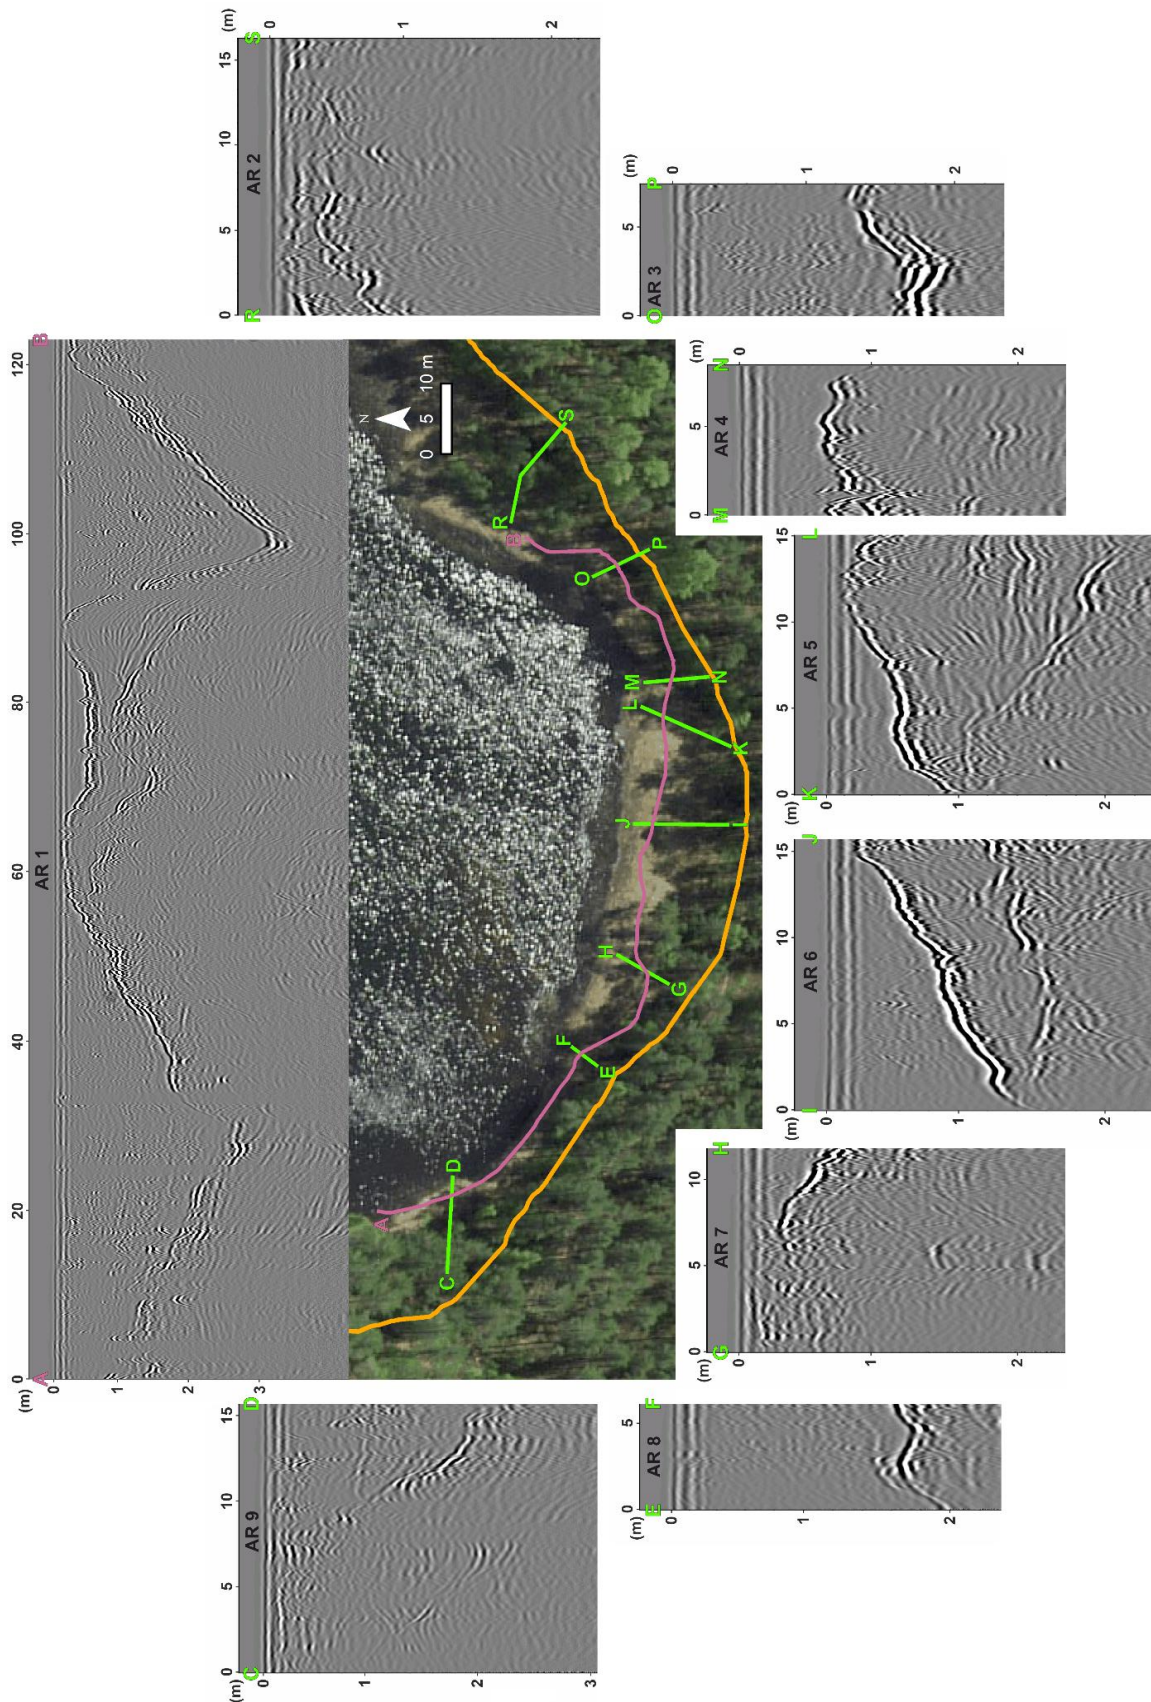 A AR 1 B
(m) 0 20 40 60 80 100 120
0
1
2
3
C AR 9 D
(m) 0 5 10 15
0
1
2
3
R AR 2 S
0 5 10 15 (m)
0
1
2
N
0 5 10 m
A
B
C
D
E
F
G
H
I
J
K
L
M
N
O
P
R
S
E AR 8 F
(m) 0 5
0
1
2
G AR 7 H
(m) 0 5 10
0
1
2
I AR 6 J
(m) 0 5 10 15
0
1
2
K AR 5 L
(m) 0 5 10 15
0
1
2
M AR 4 N
0 5 (m)
0
1
2
O AR 3 P
0 5 (m)
0
1
2